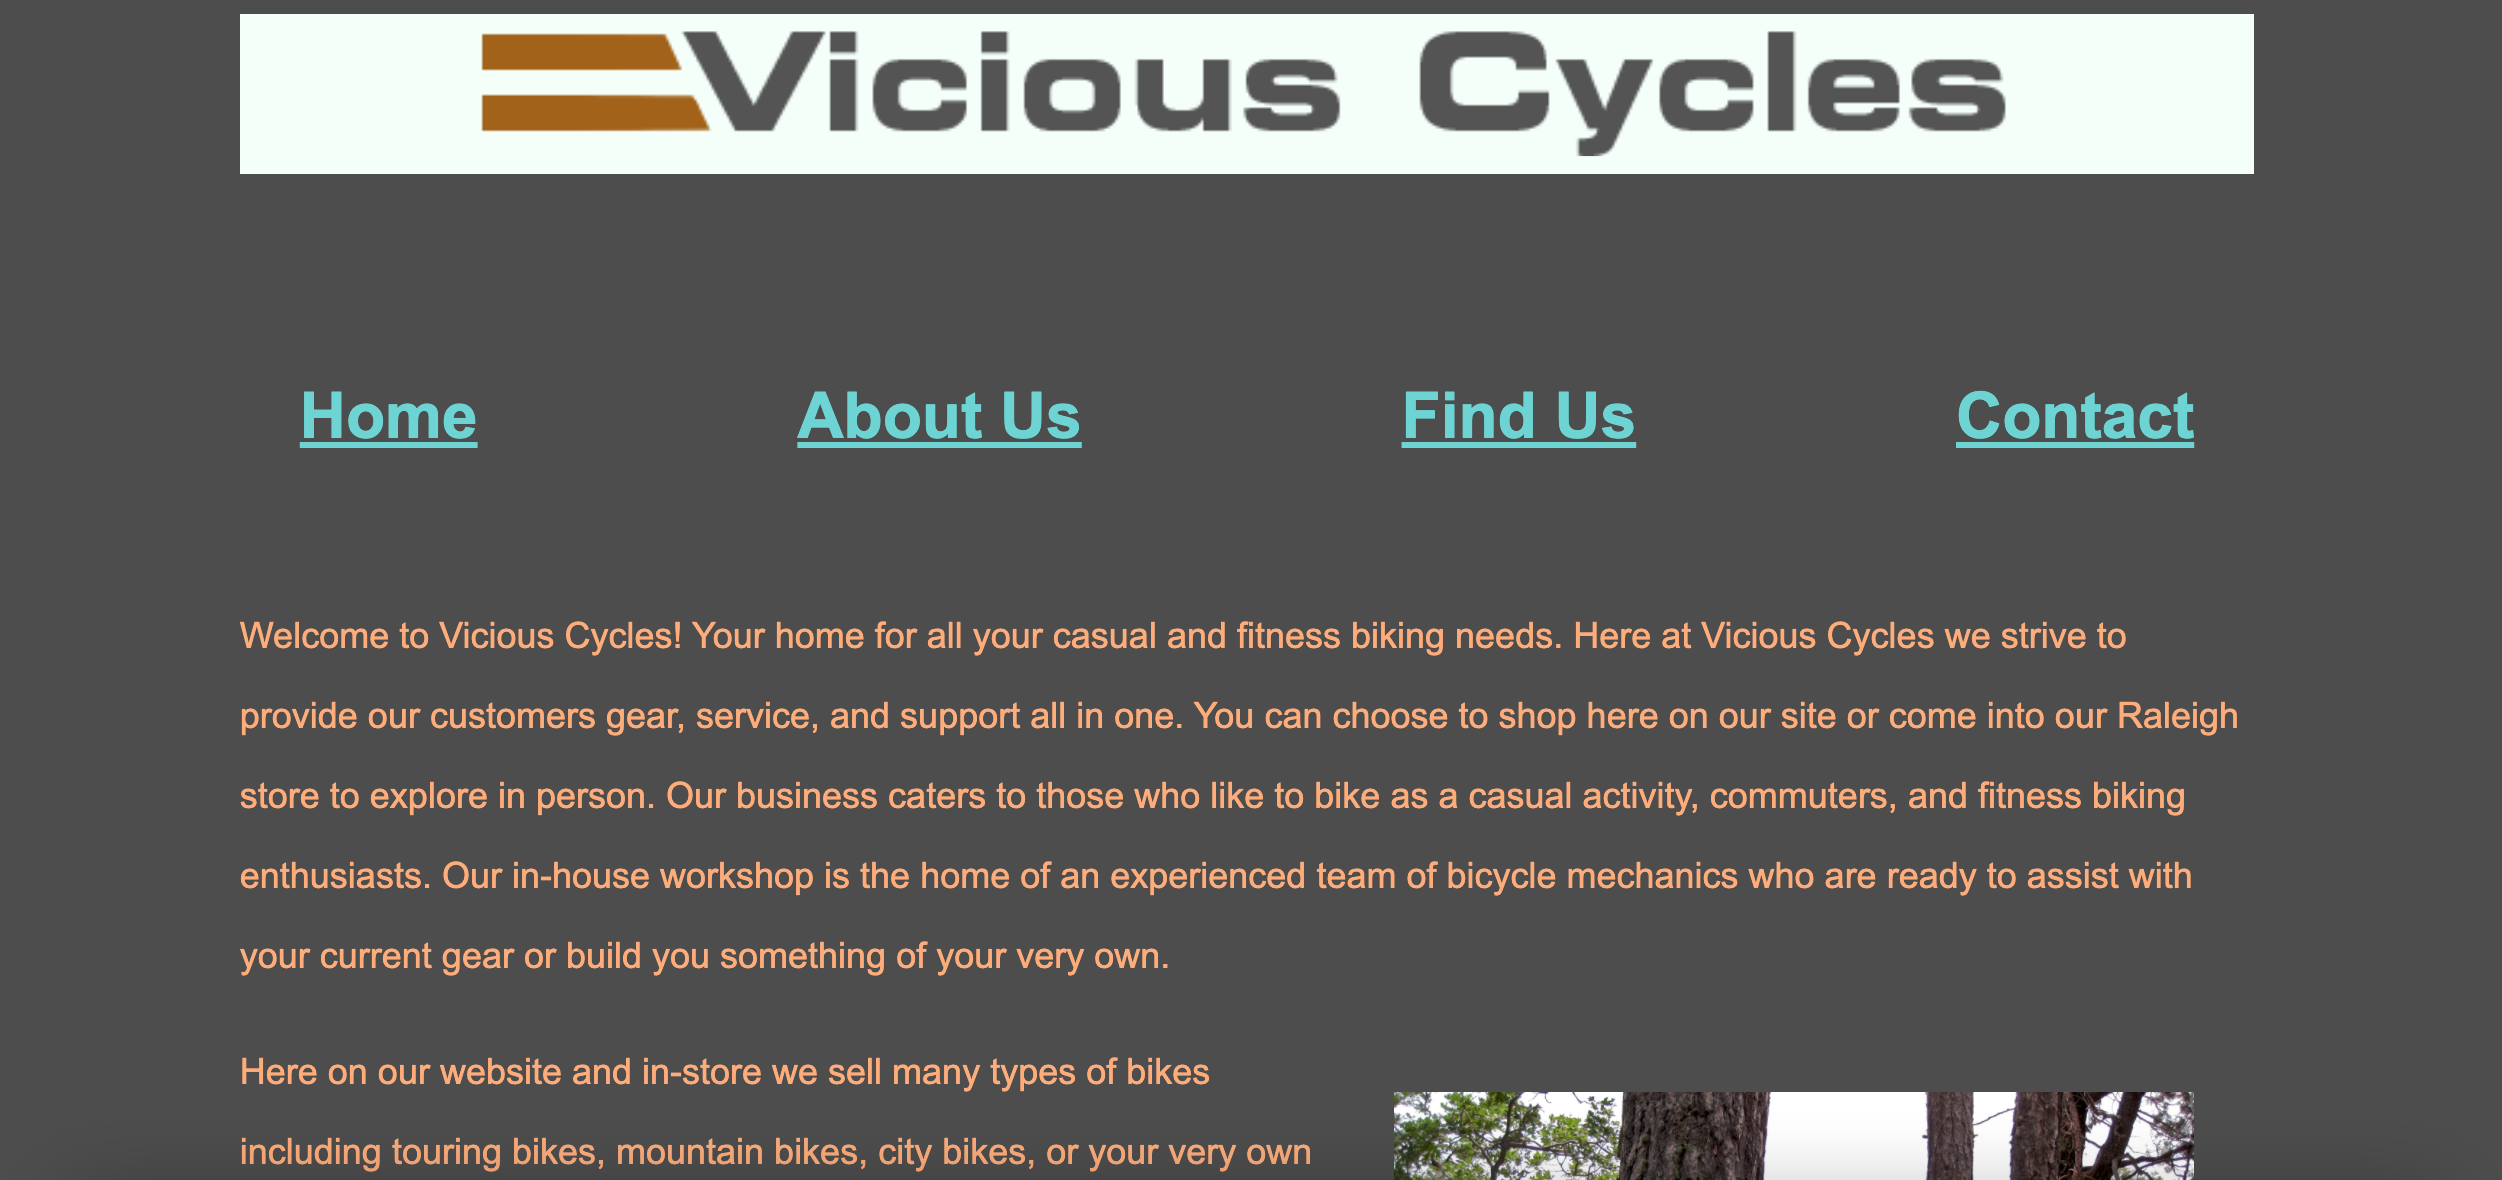 Vicious Cycles
Home About Us Find Us Contact
Welcome to Vicious Cycles! Your home for all your casual and fitness biking needs. Here at Vicious Cycles we strive to
provide our customers gear, service, and support all in one. You can choose to shop here on our site or come into our Raleigh
store to explore in person. Our business caters to those who like to bike as a casual activity, commuters, and fitness biking
enthusiasts. Our in-house workshop is the home of an experienced team of bicycle mechanics who are ready to assist with
your current gear or build you something of your very own.
Here on our website and in-store we sell many types of bikes
including touring bikes, mountain bikes, city bikes, or your very own